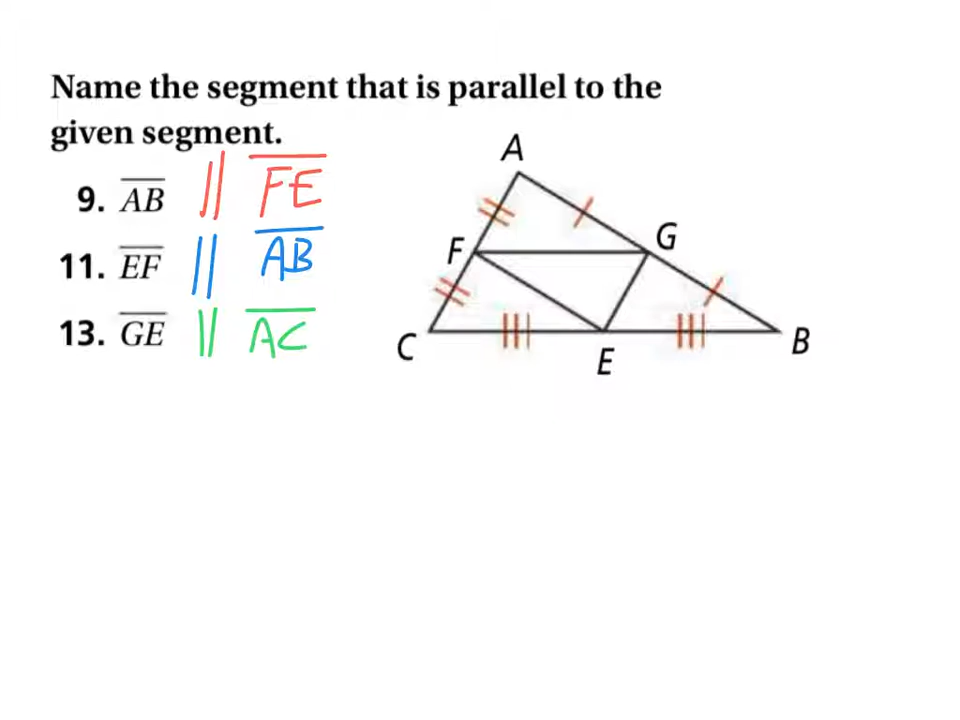 Name the segment that is parallel to the
given segment.
9. AB || FE
11. EF || AB
13. GE || AC
A
G
F
C
E
B